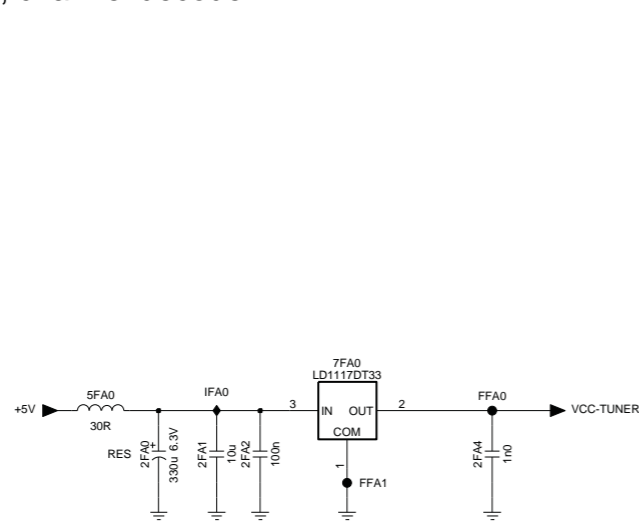 7FA0
LD1117DT33
5FA0
IFA0
FFA0
+5V
3
IN OUT
2
VCC-TUNER
30R
COM
RES
2FA0
+
330u 6.3V
2FA1
10u
2FA2
100n
1
2FA4
1n0
FFA1